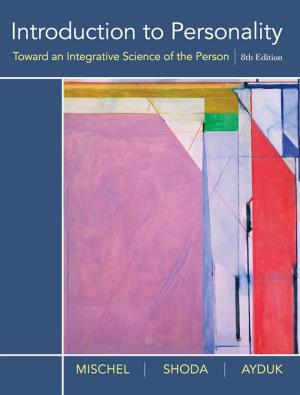 Introduction to Personality
Toward an Integrative Science of the Person | 8th Edition
MISCHEL | SHODA | AYDUK